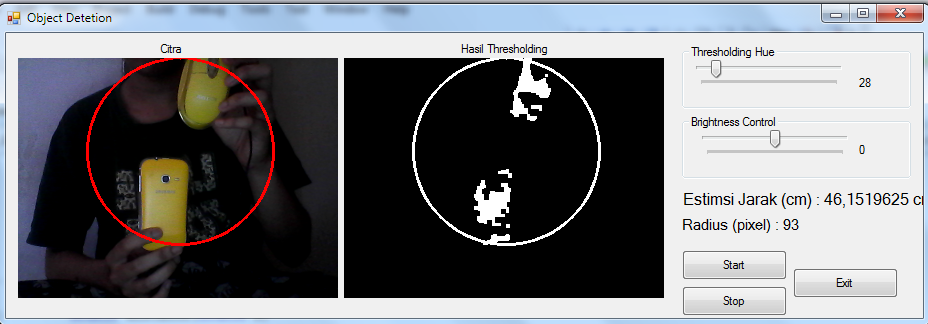 Object Detetion
Citra
Hasil Thresholding
Thresholding Hue
28
Brightness Control
0
Estimsi Jarak (cm) : 46,1519625 cr
Radius (pixel) : 93
Start
Stop
Exit